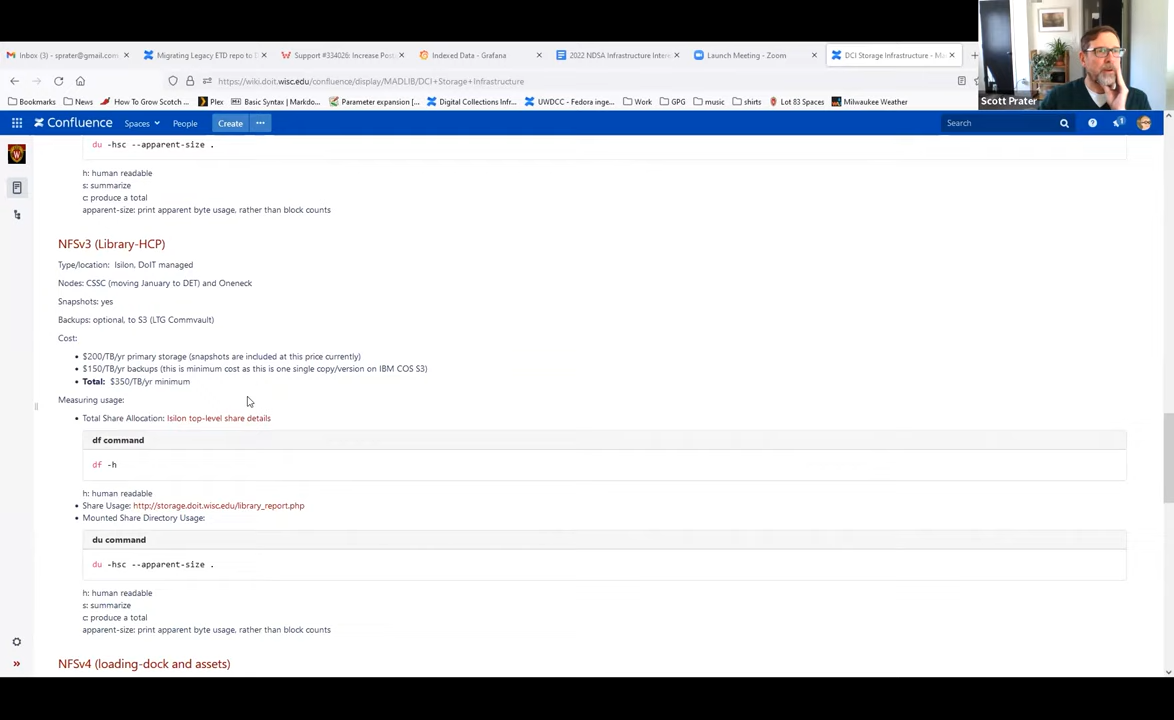 Inbox (3) - sprater@gmail.com
Migrating Legacy ETD repo to
Support #334026: Increase Pos
Indexed Data - Grafana
2022 NDSA Infrastructure Inter
Launch Meeting - Zoom
DCI Storage Infrastructure - M
https://wiki.doit.wisc.edu/confluence/display/MADLIB/DCI+Storage+Infrastructure
Bookmarks
News
How To Grow Scotch ...
Plex
Basic Syntax | Markdo...
Parameter expansion [...
Digital Collections Infr...
UWDCC - Fedora inge...
Work
GPG
music
shirts
Lot 83 Spaces
Milwaukee Weather
Scott Prater
Confluence
Spaces
People
Create
Search
1
du -hsc --apparent-size .
h: human readable
s: summarize
c: produce a total
apparent-size: print apparent byte usage, rather than block counts
NFSv3 (Library-HCP)
Type/location: Isilon, DoIT managed
Nodes: CSSC (moving January to DET) and Oneneck
Snapshots: yes
Backups: optional, to S3 (LTG Commvault)
Cost:
• $200/TB/yr primary storage (snapshots are included at this price currently)
• $150/TB/yr backups (this is minimum cost as this is one single copy/version on IBM COS S3)
• Total: $350/TB/yr minimum
Measuring usage:
• Total Share Allocation: Isilon top-level share details
df command
df -h
h: human readable
• Share Usage: http://storage.doit.wisc.edu/library_report.php
• Mounted Share Directory Usage:
du command
du -hsc --apparent-size .
h: human readable
s: summarize
c: produce a total
apparent-size: print apparent byte usage, rather than block counts
NFSv4 (loading-dock and assets)